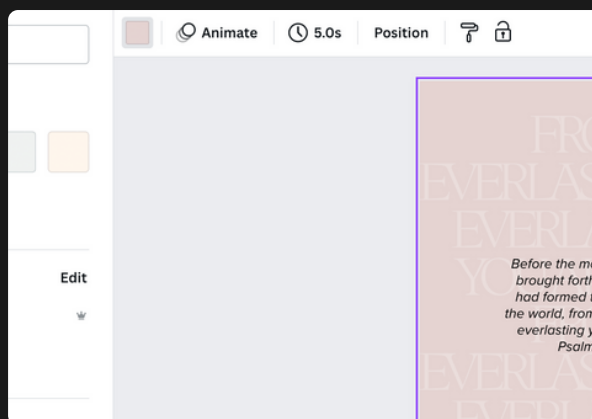 Animate 5.0s Position
Edit
FRO
EVERLAS
EVERLA
YO
Before the m
brought forth
had formed t
the world, from
everlasting y
Psalm
EVERLAS
EVERLA